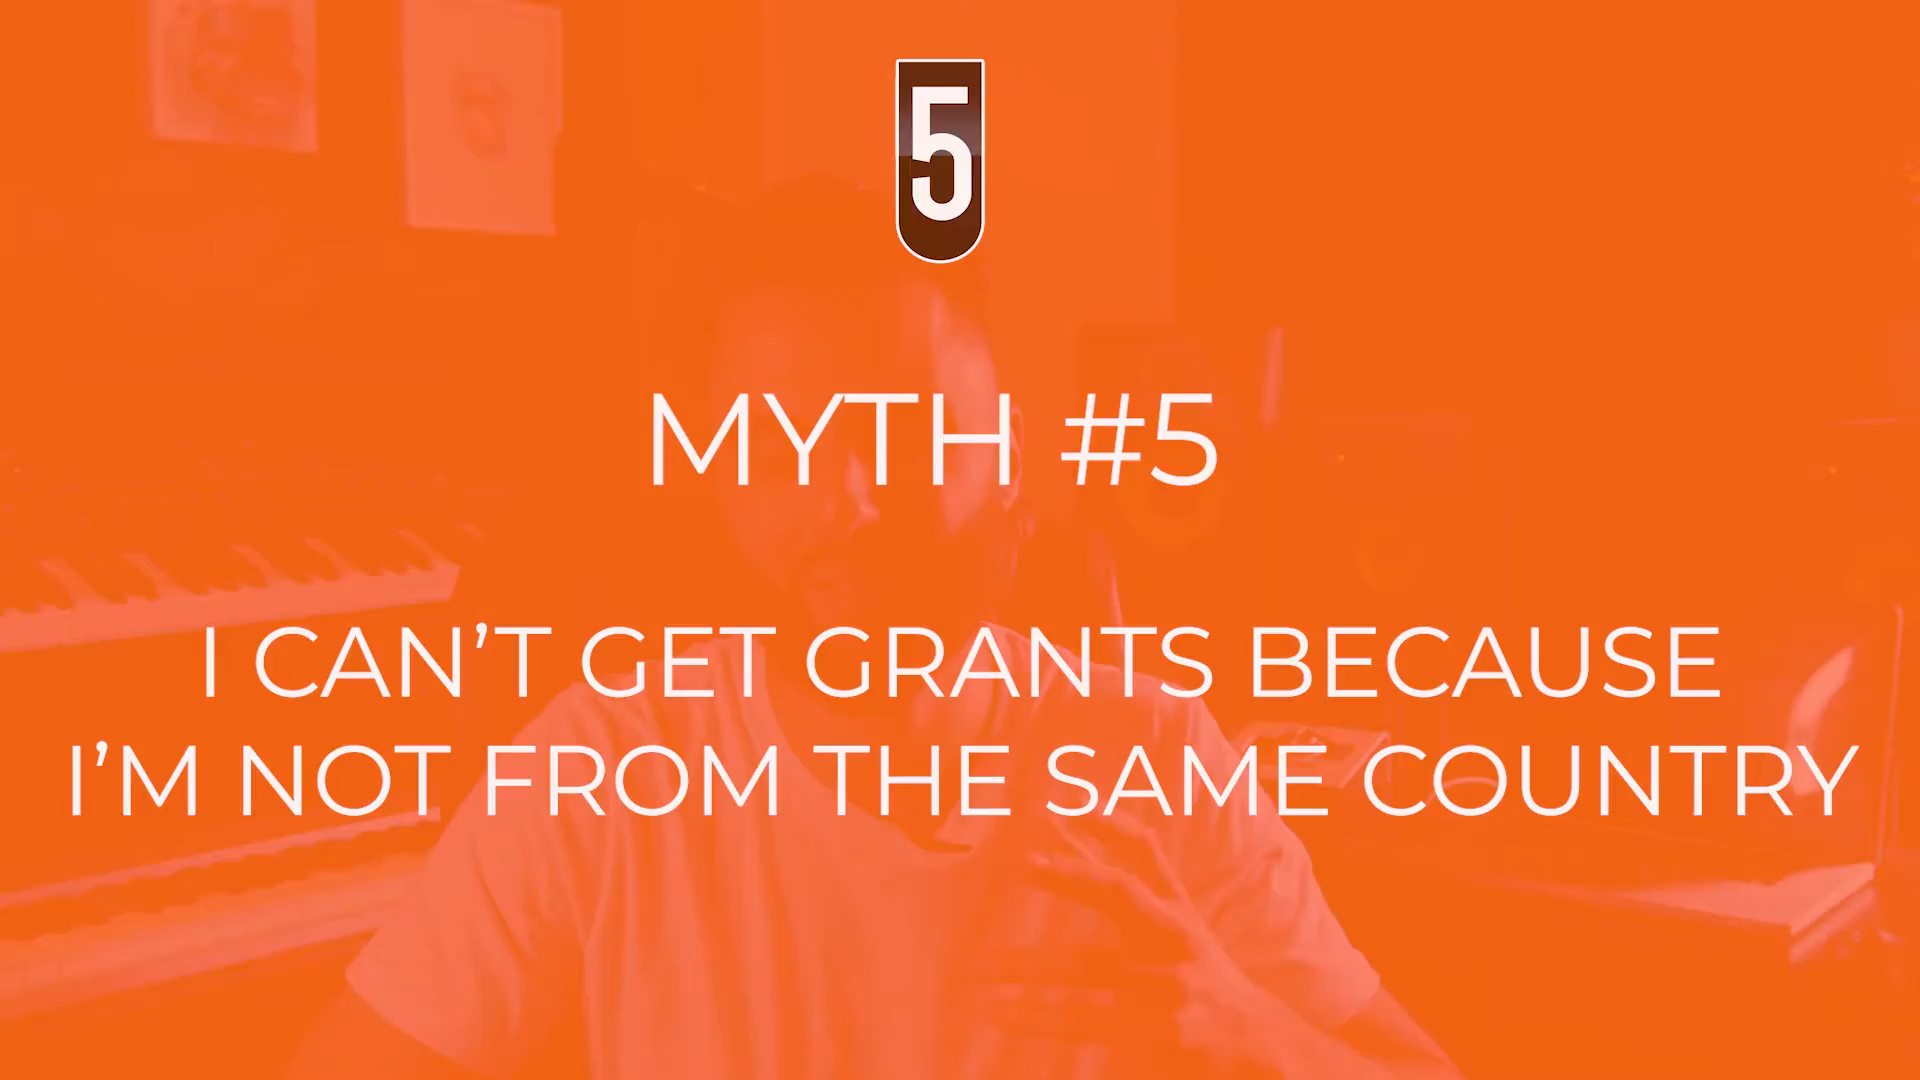 5
MYTH #5
I CAN’T GET GRANTS BECAUSE
I’M NOT FROM THE SAME COUNTRY